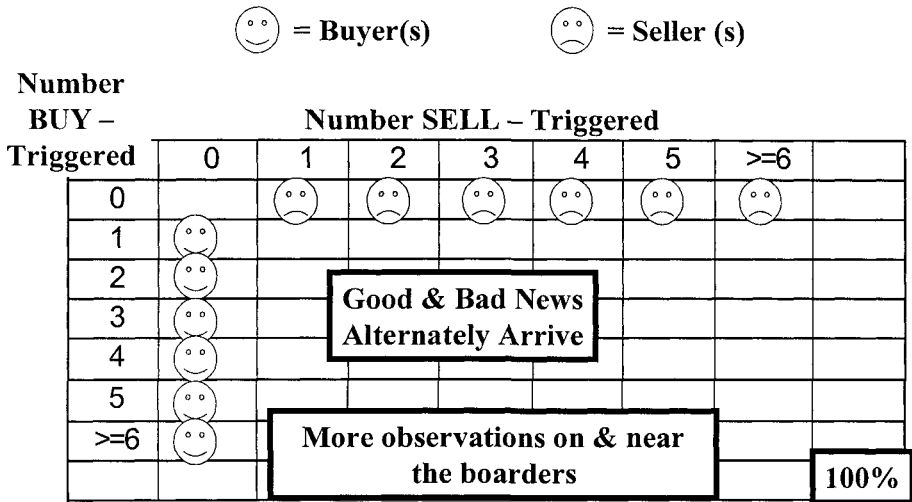 = Buyer(s) = Seller (s)
Number
BUY –
Triggered
Number SELL – Triggered
0 1 2 3 4 5 >=6
0
1
2
3
4
5
>=6
Good & Bad News
Alternately Arrive
More observations on & near
the boarders
100%